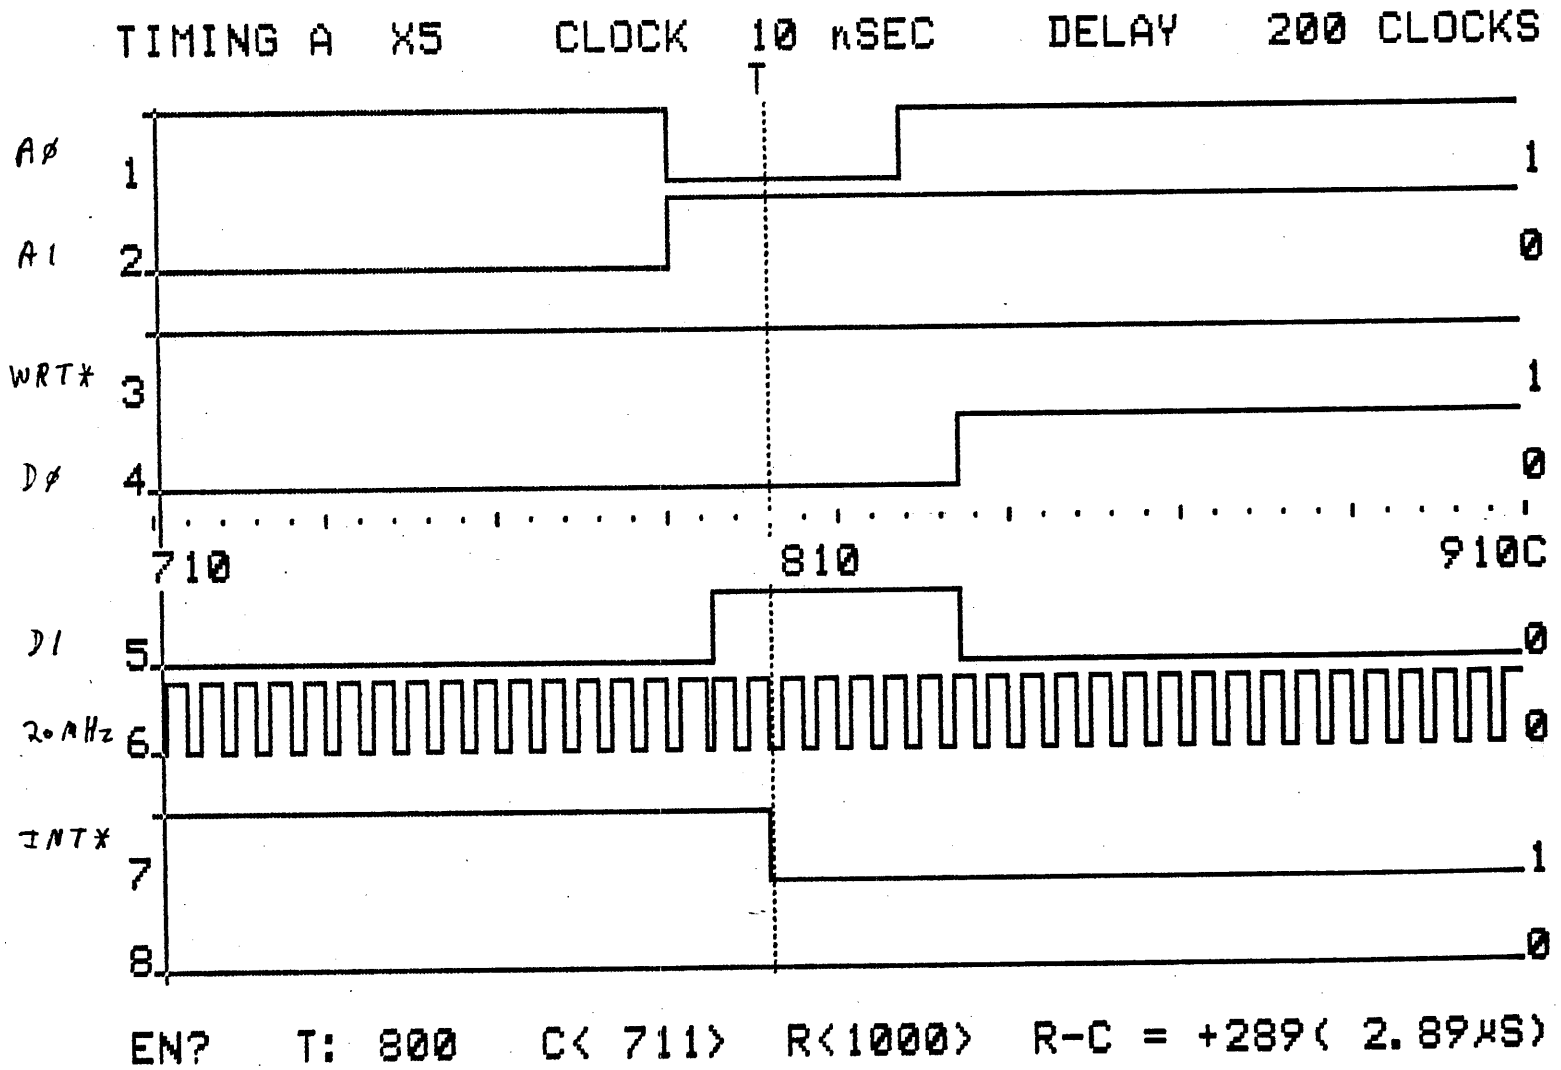 TIMING A X5 CLOCK 10 nSEC DELAY 200 CLOCKS
T
AØ 1 1
A1 2 0
WRT* 3 1
DØ 4 0
710 810 910C
D1 5 0
20 MHz 6 0
INT* 7 1
8 0
EN? T: 800 C< 711> R<1000> R-C = +289( 2.89µS)